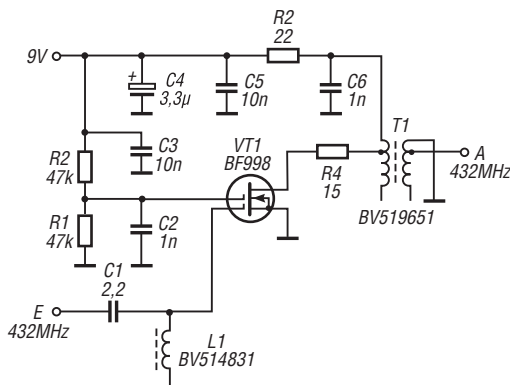 R2
22
9V
+
C4
3,3µ
C5
10n
C6
1n
T1
C3
10n
VT1
BF998
A
432MHz
R2
47k
R4
15
BV519651
R1
47k
C2
1n
C1
2,2
E
432MHz
L1
BV514831